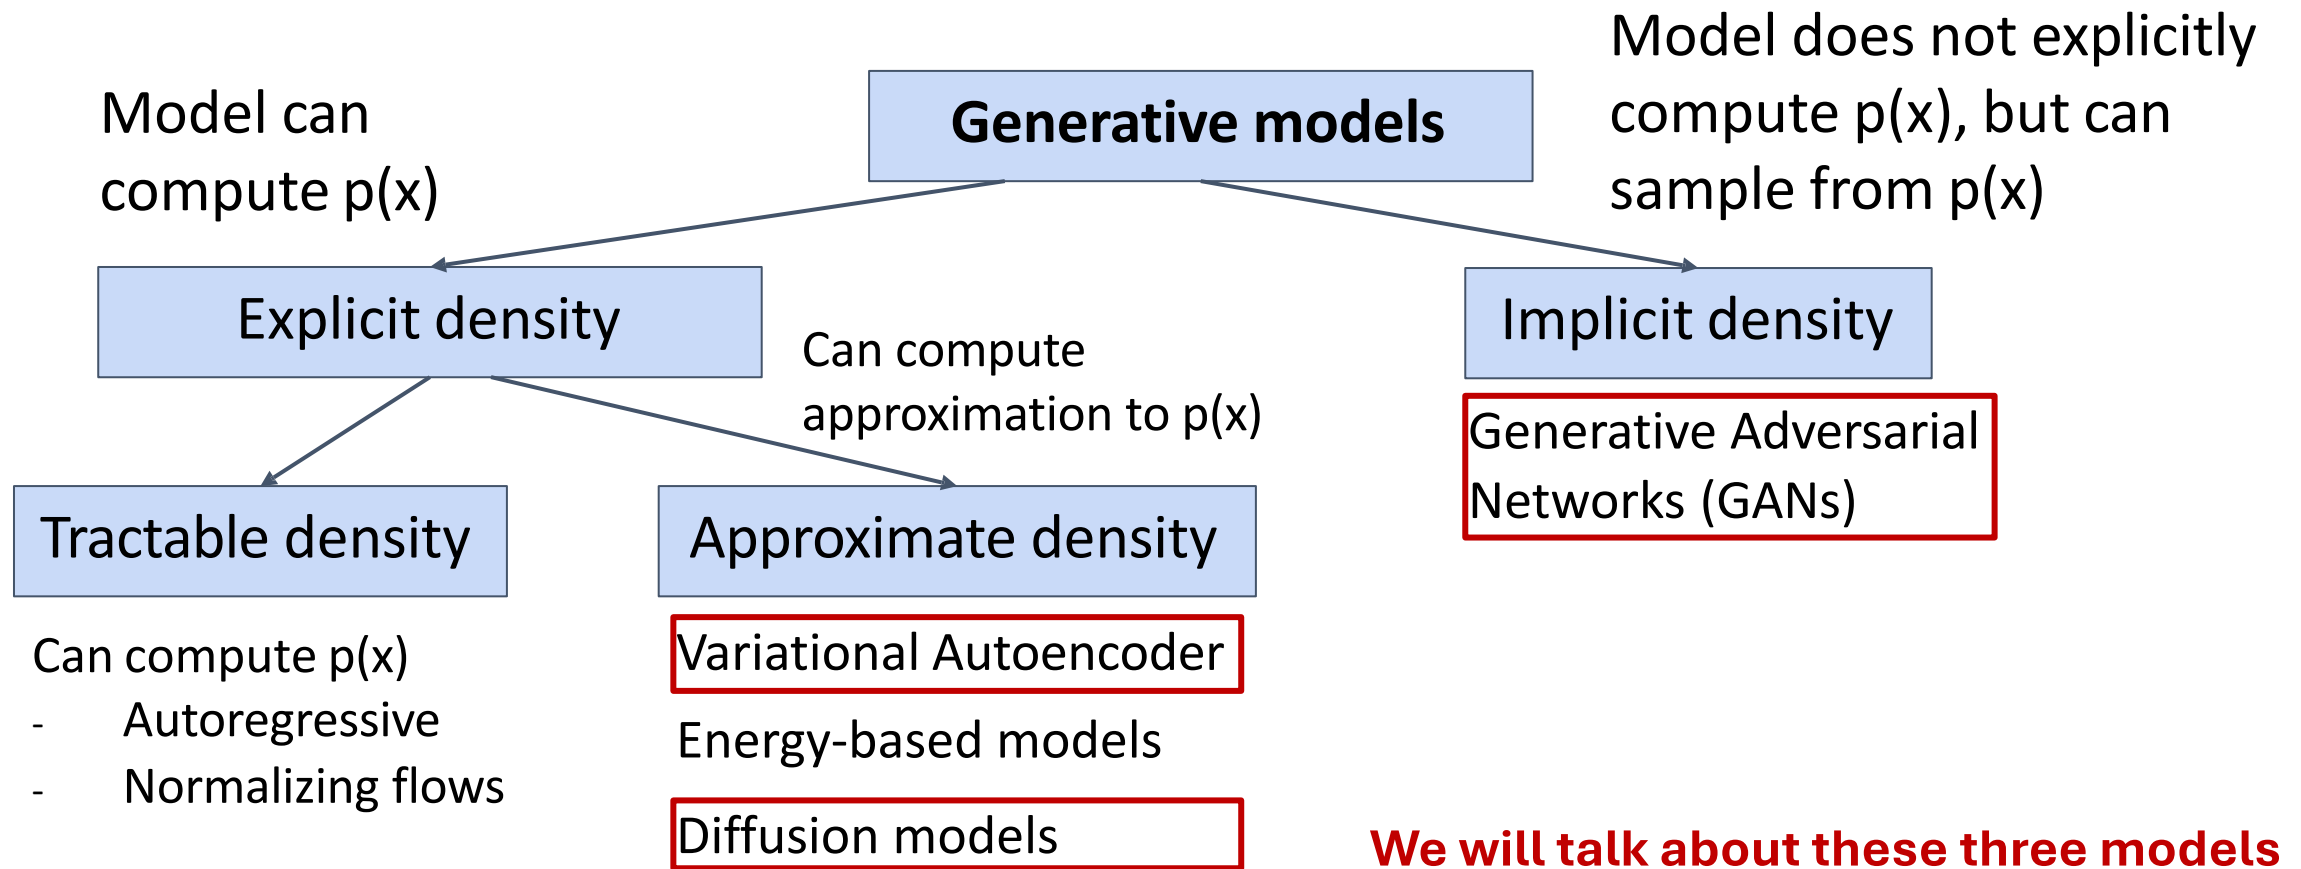 Model can
compute p(x)
Generative models
Model does not explicitly
compute p(x), but can
sample from p(x)
Explicit density
Can compute
approximation to p(x)
Implicit density
Generative Adversarial
Networks (GANs)
Tractable density
Approximate density
Can compute p(x)
- Autoregressive
- Normalizing flows
Variational Autoencoder
Energy-based models
Diffusion models
We will talk about these three models